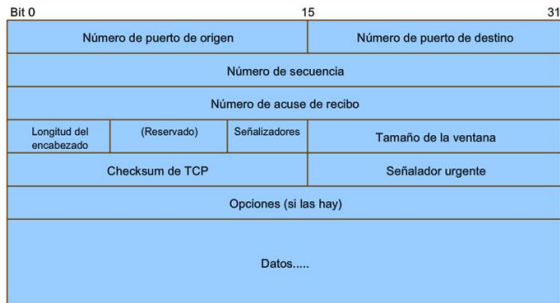 Bit 0 15 31
Número de puerto de origen Número de puerto de destino
Número de secuencia
Número de acuse de recibo
Longitud del encabezado (Reservado) Señalizadores Tamaño de la ventana
Checksum de TCP Señalador urgente
Opciones (si las hay)
Datos.....